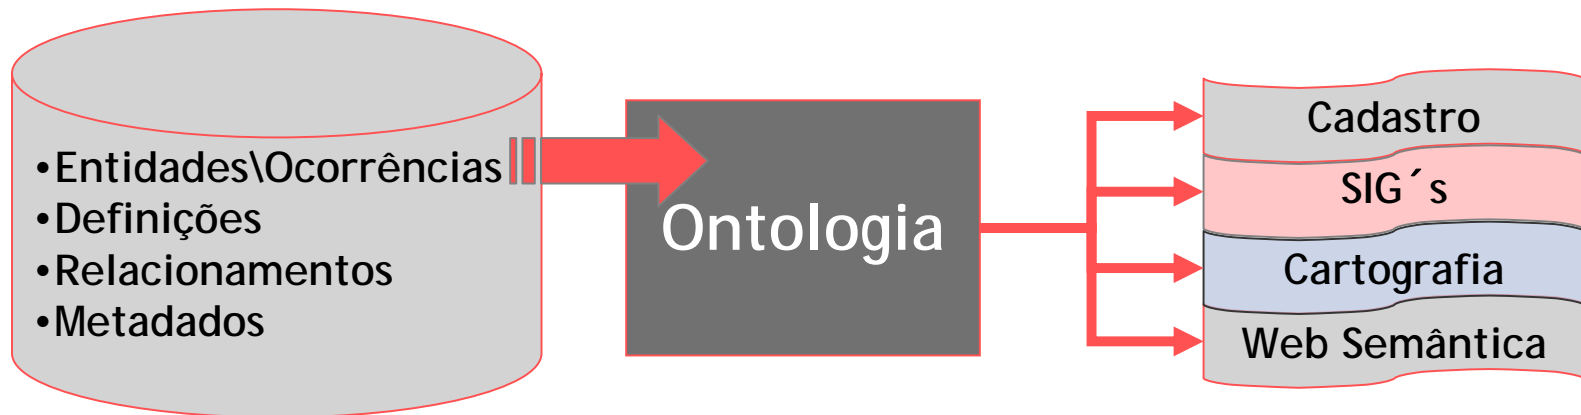 •Entidades\Ocorrências
•Definições
•Relacionamentos
•Metadados
Ontologia
Cadastro
SIG´s
Cartografia
Web Semântica